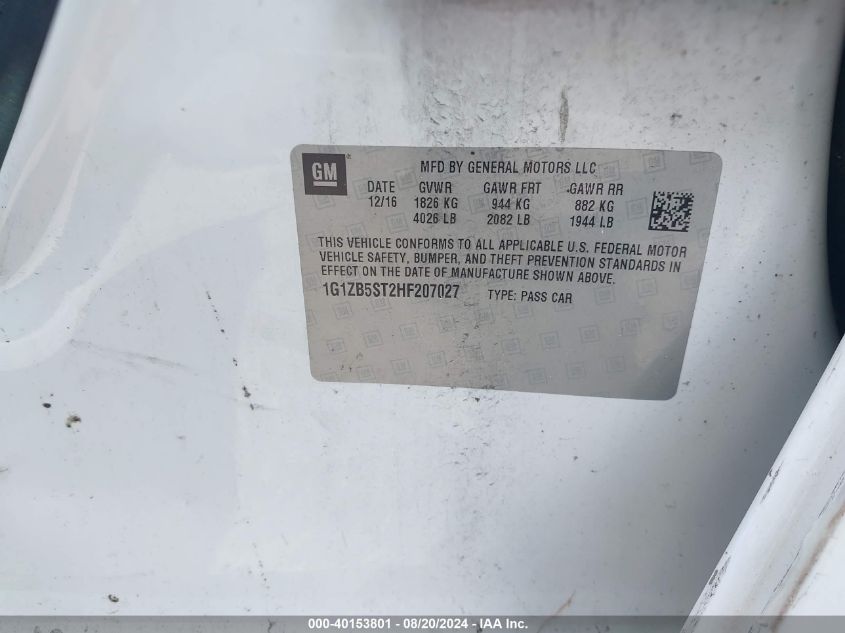 GM®
MFD BY GENERAL MOTORS LLC
DATE GVWR GAWR FRT GAWR RR
12/16 1826 KG 944 KG 882 KG
4026 LB 2082 LB 1944 LB
THIS VEHICLE CONFORMS TO ALL APPLICABLE U.S. FEDERAL MOTOR
VEHICLE SAFETY, BUMPER, AND THEFT PREVENTION STANDARDS IN
EFFECT ON THE DATE OF MANUFACTURE SHOWN ABOVE.
1G1ZB5ST2HF207027 TYPE: PASS CAR
000-40153801 - 08/20/2024 - IAA Inc.